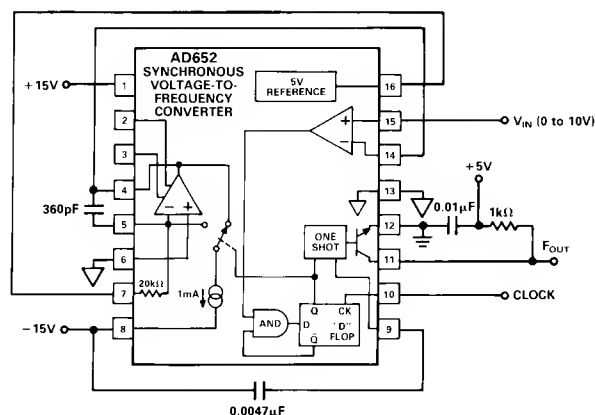 AD652
SYNCHRONOUS
VOLTAGE-TO-
FREQUENCY
CONVERTER
5V
REFERENCE
+15V
1
2
3
4
5
6
7
8
16
15
14
13
12
11
10
9
VIN (0 to 10V)
+5V
0.01μF
1kΩ
FOUT
CLOCK
360pF
20kΩ
1mA
−15V
− +
+
−
ONE
SHOT
AND
D
Q
CK
"D"
FLOP
Q̅
0.0047μF